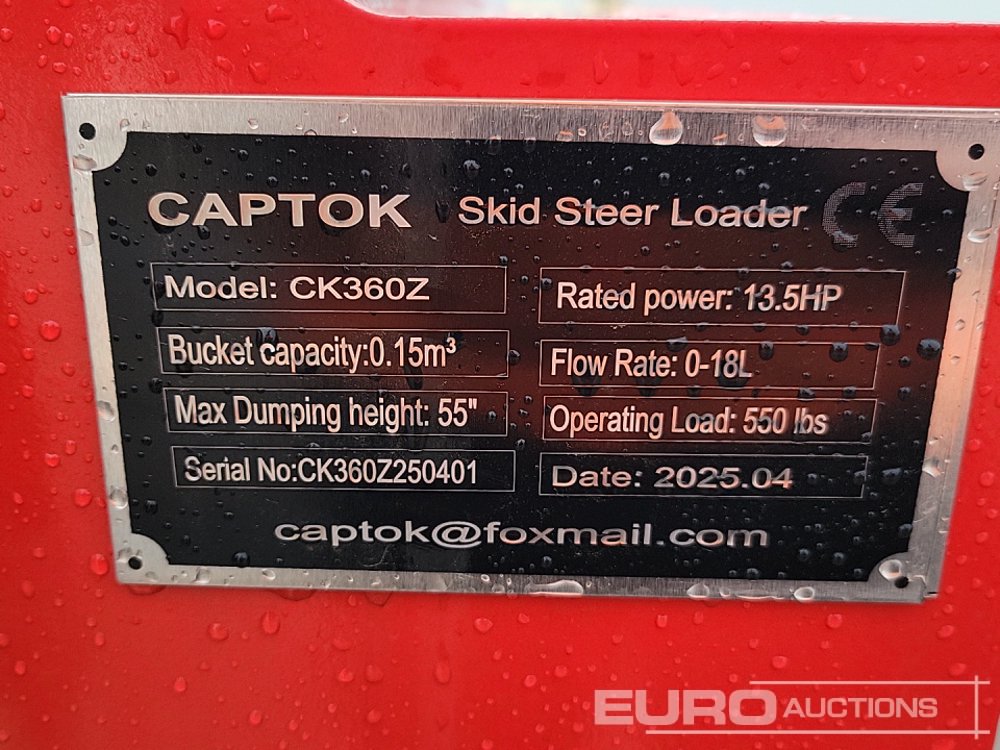 CAPTOK Skid Steer Loader CE
Model: CK360Z
Rated power: 13.5HP
Bucket capacity:0.15m³
Flow Rate: 0-18L
Max Dumping height: 55"
Operating Load: 550 lbs
Serial No:CK360Z250401
Date: 2025.04
captok@foxmail.com
EURO AUCTIONS